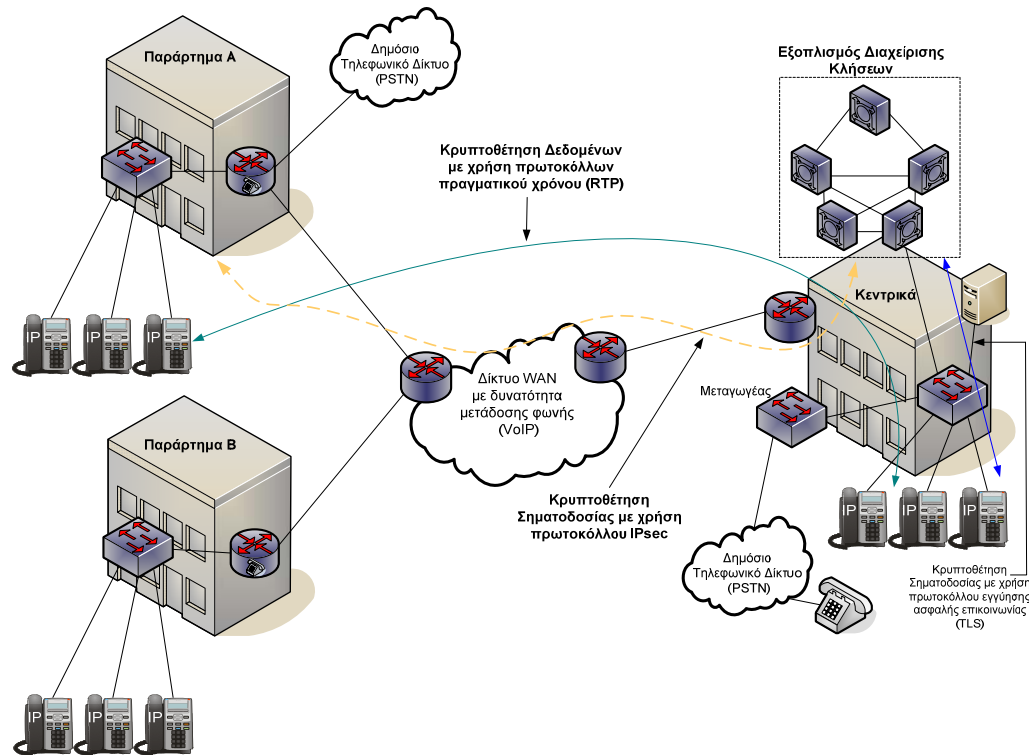 Παράρτημα Α
Δημόσιο
Τηλεφωνικό Δίκτυο
(PSTN)
Εξοπλισμός Διαχείρισης
Κλήσεων
Κρυπτοθέτηση Δεδομένων
με χρήση πρωτοκόλλων
πραγματικού χρόνου (RTP)
Κεντρικά
IP
IP
IP
Δίκτυο WAN
με δυνατότητα
μετάδοσης φωνής
(VoIP)
Μεταγωγέας
Παράρτημα Β
Κρυπτοθέτηση
Σηματοδοσίας με χρήση
πρωτοκόλλου IPsec
IP
IP
IP
Δημόσιο
Τηλεφωνικό Δίκτυο
(PSTN)
Κρυπτοθέτηση
Σηματοδοσίας με χρήση
πρωτοκόλλου εγγύησης
ασφαλής επικοινωνίας
(TLS)
IP
IP
IP